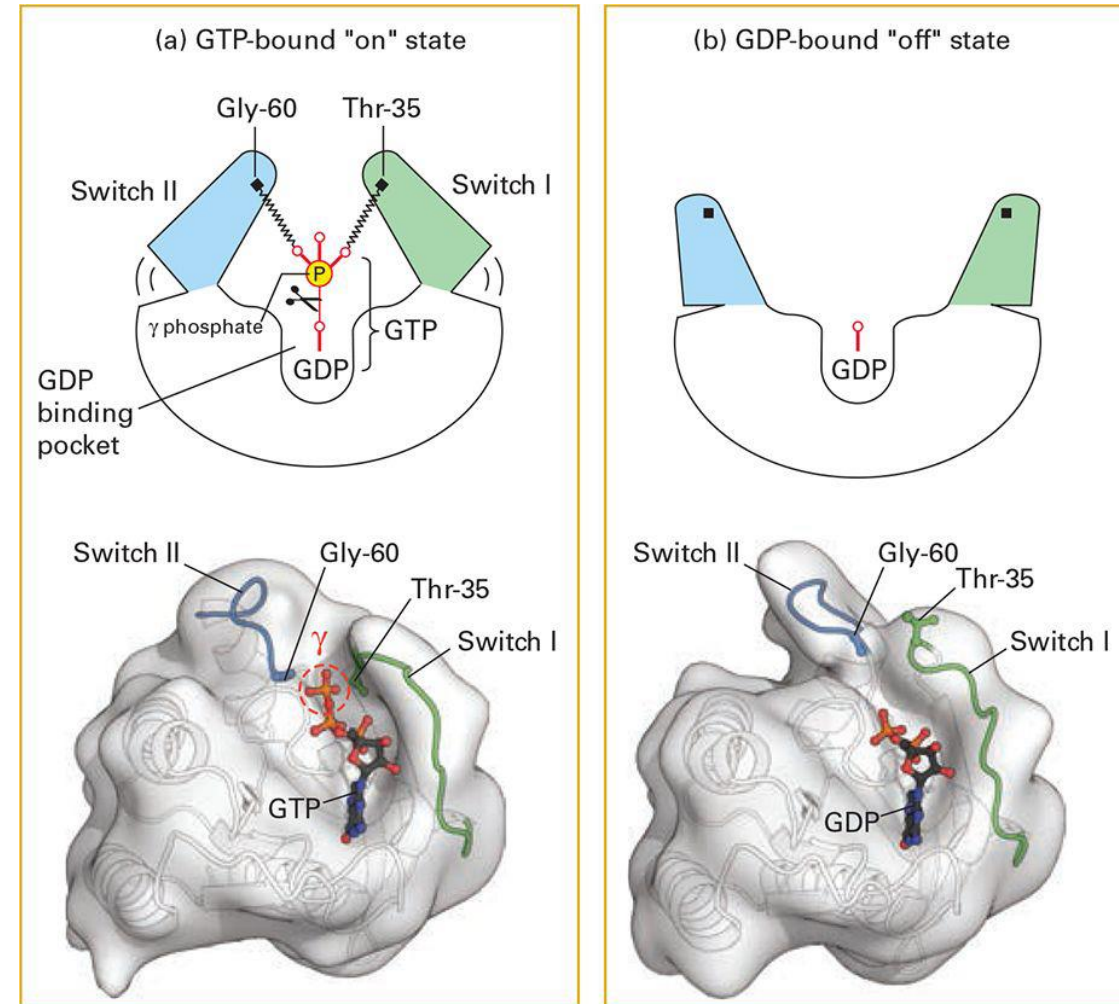 (a) GTP-bound "on" state
Gly-60
Thr-35
Switch II
Switch I
P
γ phosphate
GTP
GDP
GDP
binding
pocket
Switch II
Gly-60
Thr-35
γ
Switch I
GTP
(b) GDP-bound "off" state
GDP
Switch II
Gly-60
Thr-35
Switch I
GDP